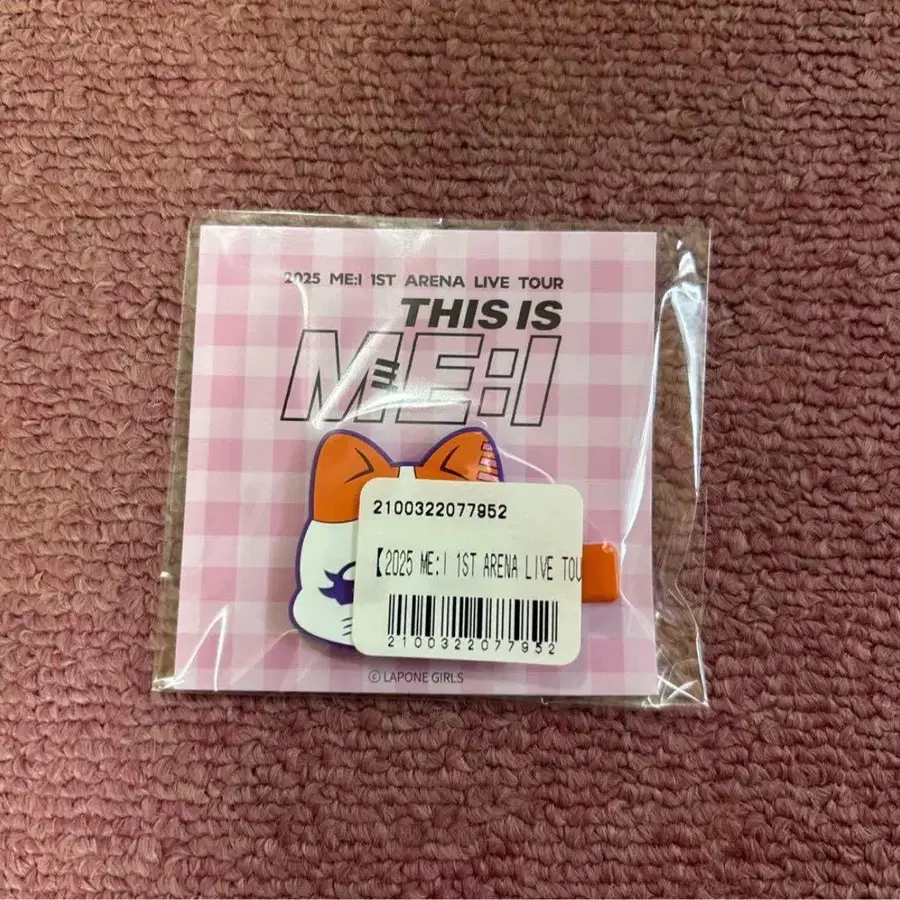 2025 ME:I 1ST ARENA LIVE TOUR
THIS IS
ME:I
2100322077952
【2025 ME:I 1ST ARENA LIVE TOU
2100322077952
© LAPONE GIRLS